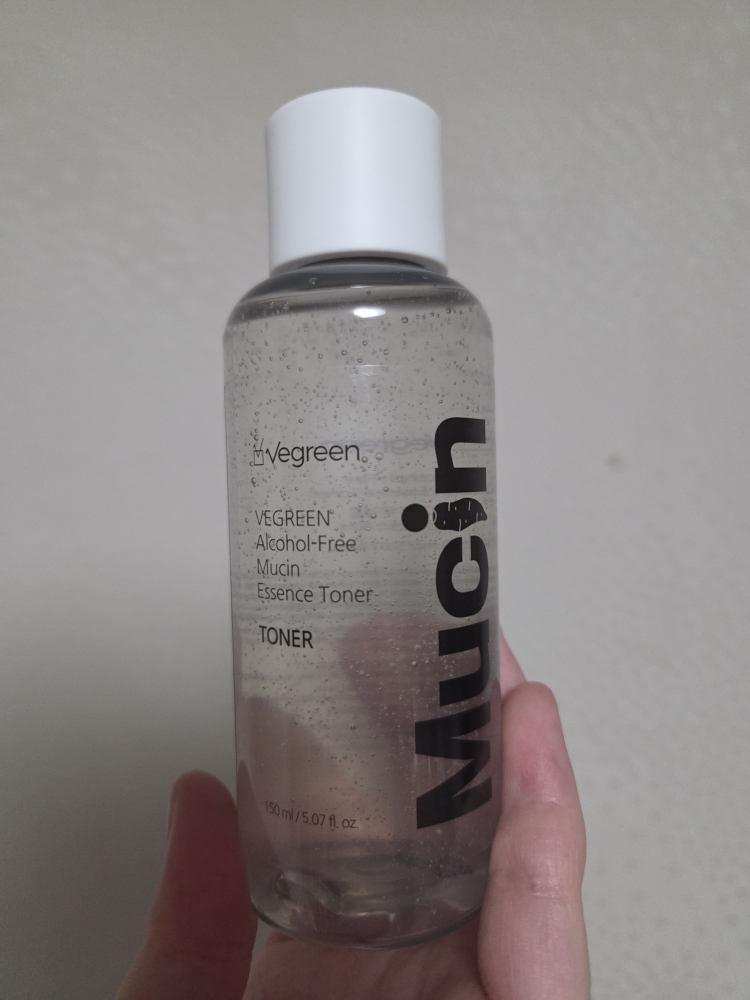 Vegreen
VEGREEN
Alcohol-Free
Mucin
Essence Toner
TONER
150 ml / 5.07 fl. oz.
Mucin